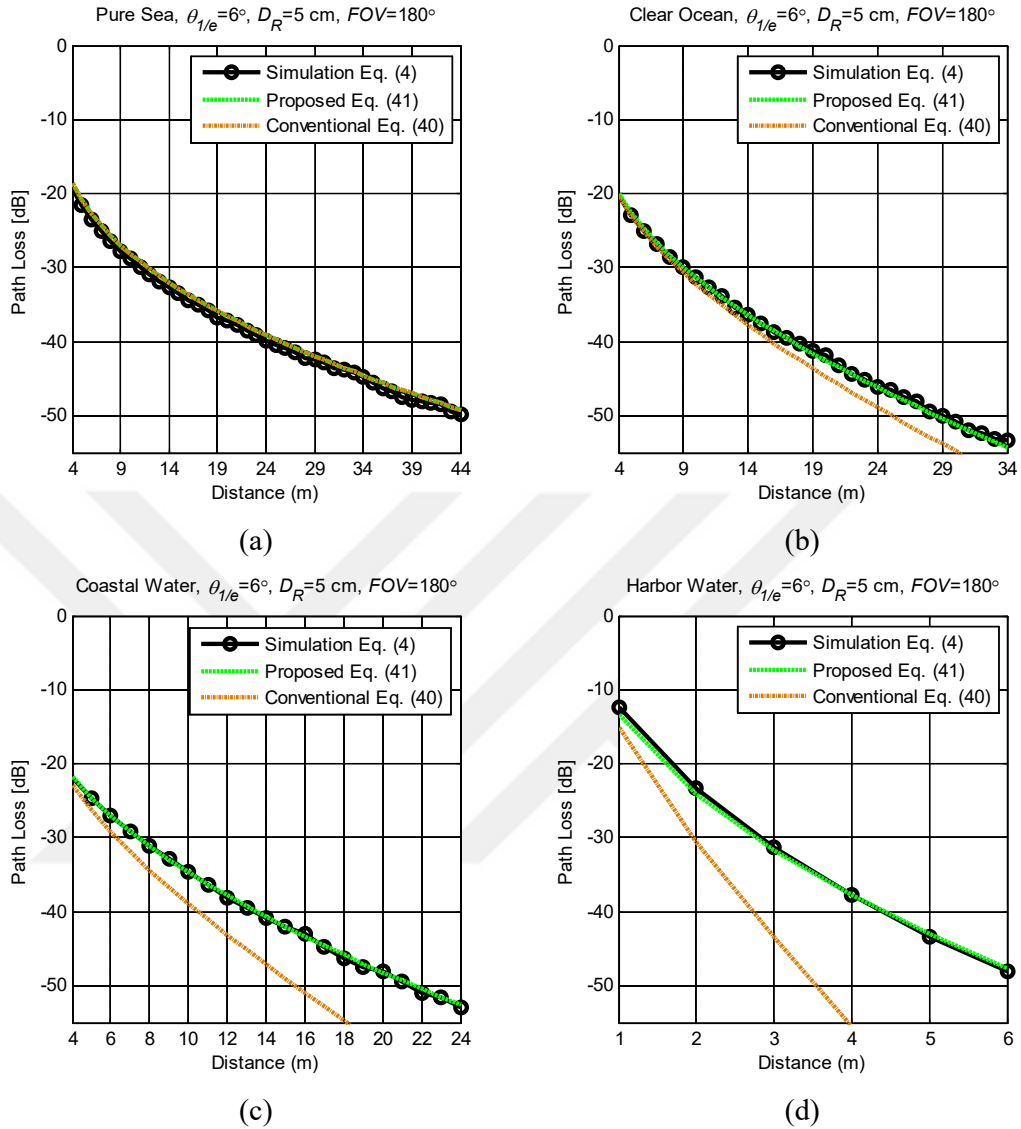 Pure Sea, θ1/e=6°, DR=5 cm, FOV=180°
Simulation Eq. (4)
Proposed Eq. (41)
Conventional Eq. (40)
0
-10
-20
-30
-40
-50
Path Loss [dB]
4 9 14 19 24 29 34 39 44
Distance (m)
(a)
Clear Ocean, θ1/e=6°, DR=5 cm, FOV=180°
Simulation Eq. (4)
Proposed Eq. (41)
Conventional Eq. (40)
0
-10
-20
-30
-40
-50
Path Loss [dB]
4 9 14 19 24 29 34
Distance (m)
(b)
Coastal Water, θ1/e=6°, DR=5 cm, FOV=180°
Simulation Eq. (4)
Proposed Eq. (41)
Conventional Eq. (40)
0
-10
-20
-30
-40
-50
Path Loss [dB]
4 6 8 10 12 14 16 18 20 22 24
Distance (m)
(c)
Harbor Water, θ1/e=6°, DR=5 cm, FOV=180°
Simulation Eq. (4)
Proposed Eq. (41)
Conventional Eq. (40)
0
-10
-20
-30
-40
-50
Path Loss [dB]
1 2 3 4 5 6
Distance (m)
(d)